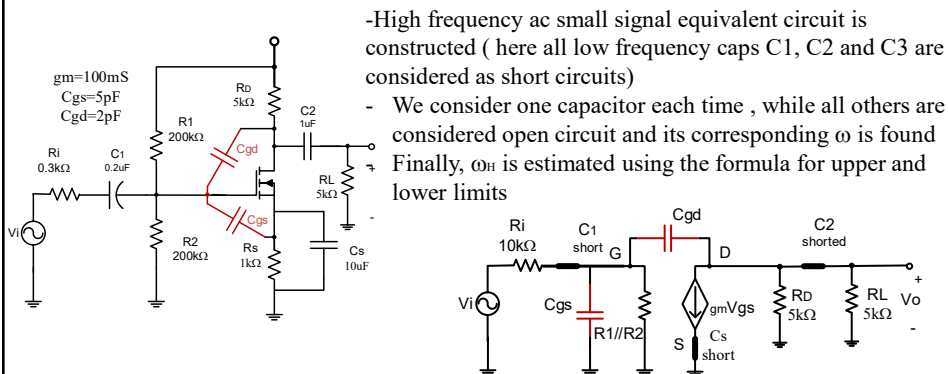 -High frequency ac small signal equivalent circuit is
constructed ( here all low frequency caps C1, C2 and C3 are
considered as short circuits)
- We consider one capacitor each time , while all others are
considered open circuit and its corresponding ω is found
Finally, ωH is estimated using the formula for upper and
lower limits
gm=100mS
Cgs=5pF
Cgd=2pF
RD
5kΩ
C2
1uF
R1
200kΩ
Cgd
Ri
0.3kΩ
C1
0.2uF
RL
5kΩ
+
-
Vi
R2
200kΩ
Cgs
Rs
1kΩ
Cs
10uF
Ri
10kΩ
C1
short
G
Cgd
D
C2
shorted
Vi
Cgs
R1//R2
gmVgs
S
Cs
short
RD
5kΩ
RL
5kΩ
+
Vo
-